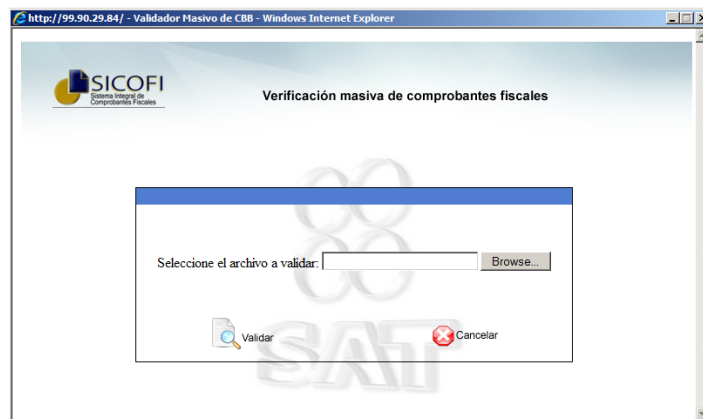 http://99.90.29.84/ - Validador Masivo de CBB - Windows Internet Explorer
SICOFI
Sistema Integral de
Comprobantes Fiscales
Verificación masiva de comprobantes fiscales
Seleccione el archivo a validar:
Browse...
Validar
Cancelar
SAT